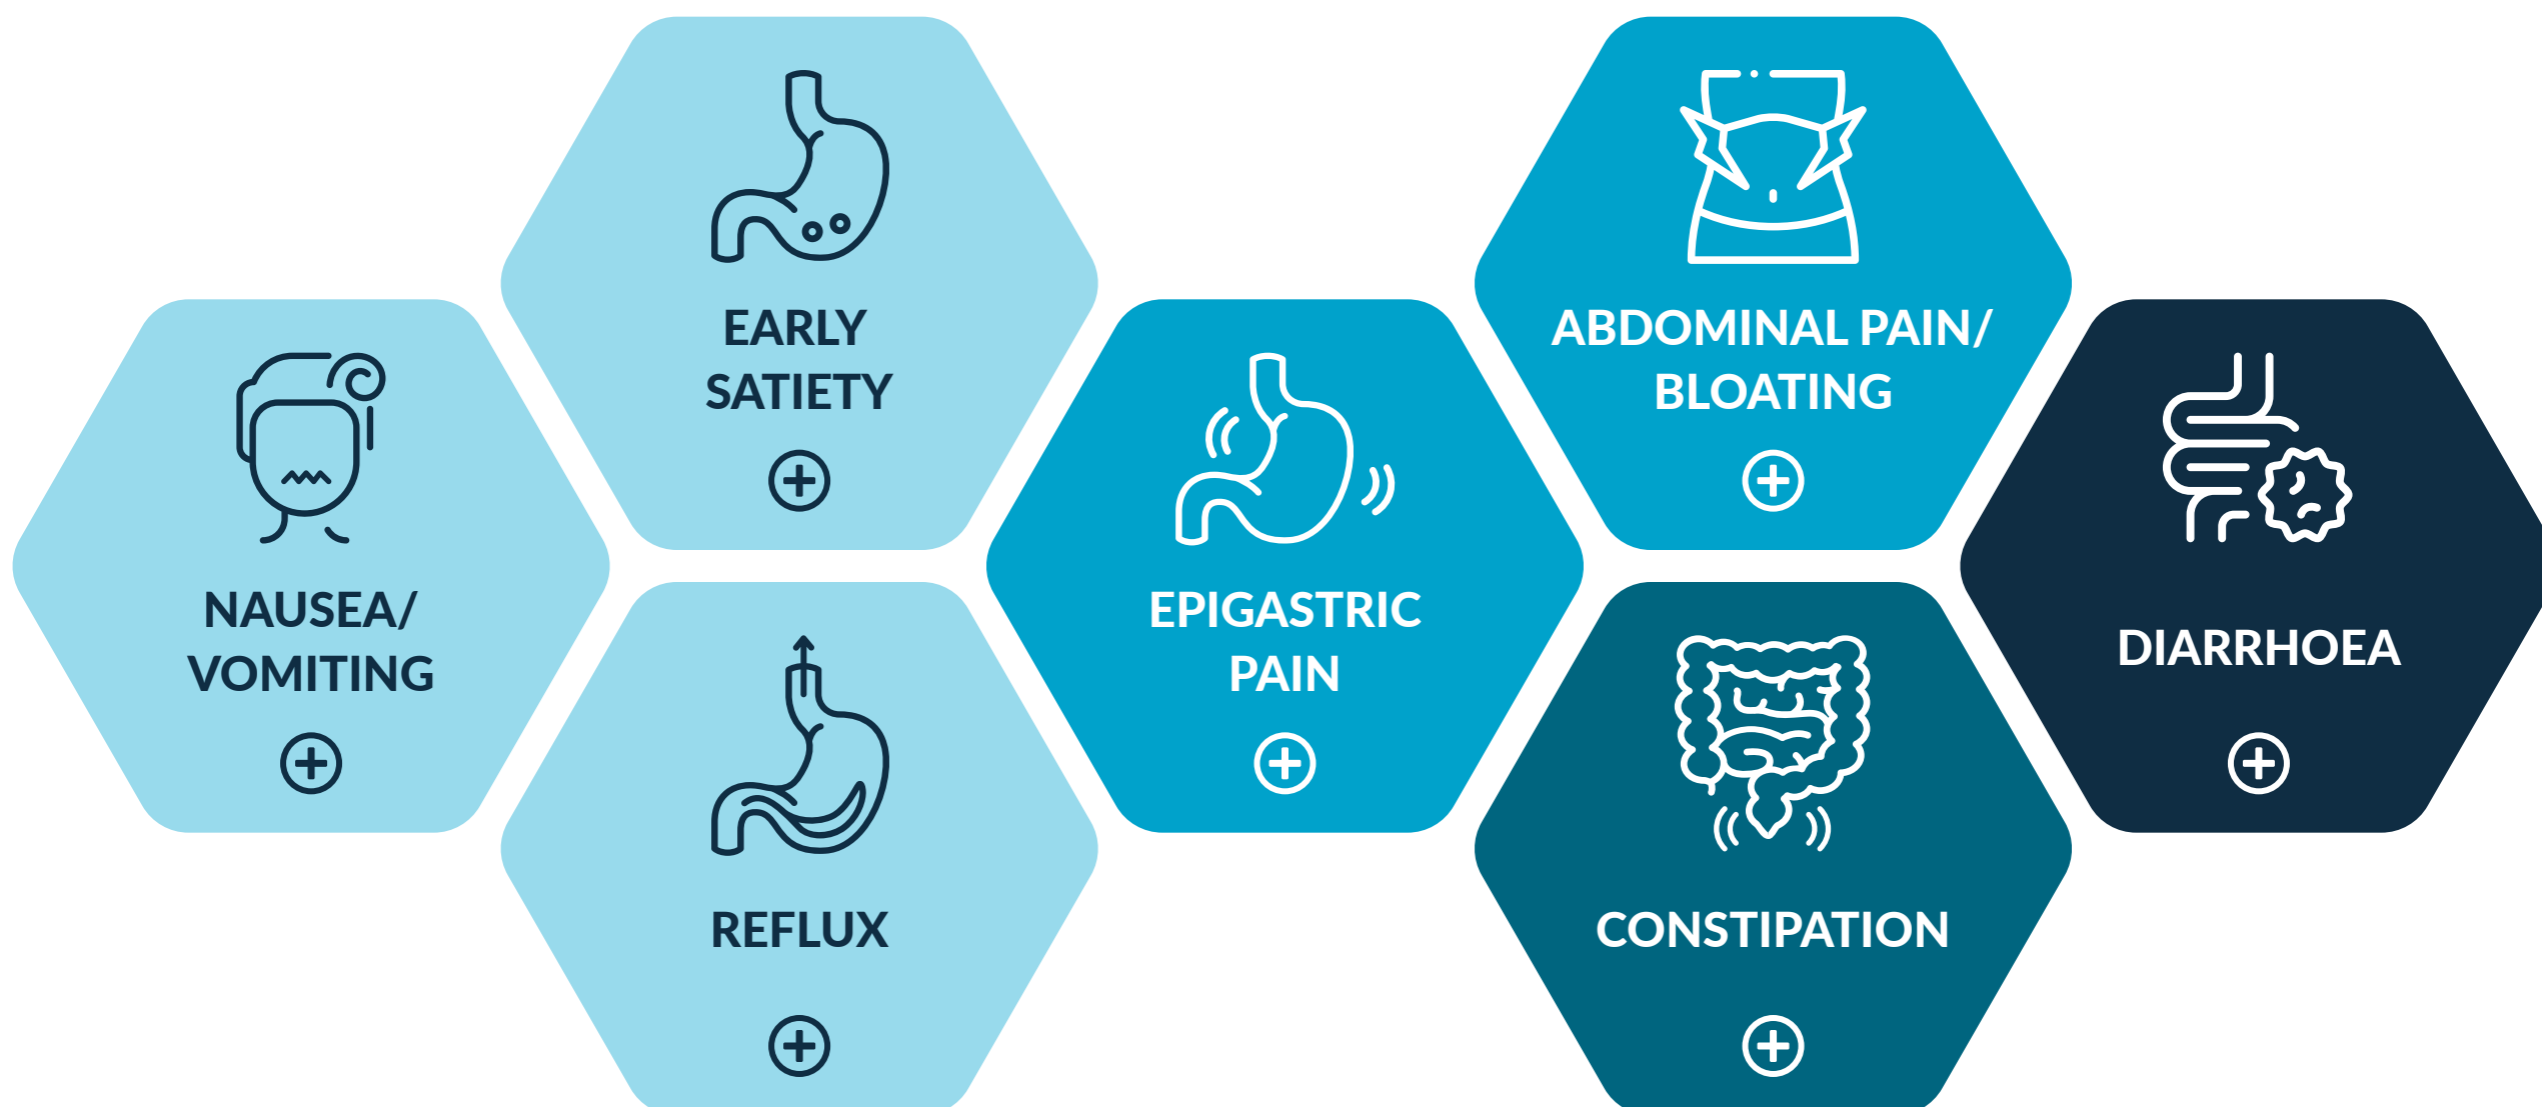 NAUSEA/
VOMITING
EARLY
SATIETY
REFLUX
EPIGASTRIC
PAIN
ABDOMINAL PAIN/
BLOATING
CONSTIPATION
DIARRHOEA